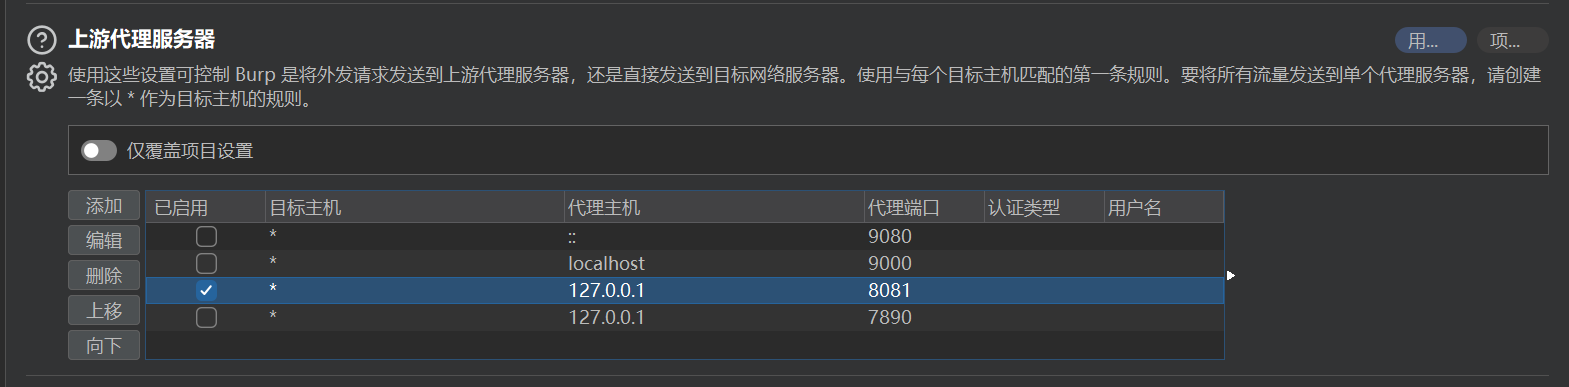 上游代理服务器
用...
项...
使用这些设置可控制 Burp 是将外发请求发送到上游代理服务器，还是直接发送到目标网络服务器。使用与每个目标主机匹配的第一条规则。要将所有流量发送到单个代理服务器，请创建
一条以 * 作为目标主机的规则。
仅覆盖项目设置
添加
编辑
删除
上移
向下
已启用 目标主机 代理主机 代理端口 认证类型 用户名
* :: 9080
* localhost 9000
* 127.0.0.1 8081
* 127.0.0.1 7890